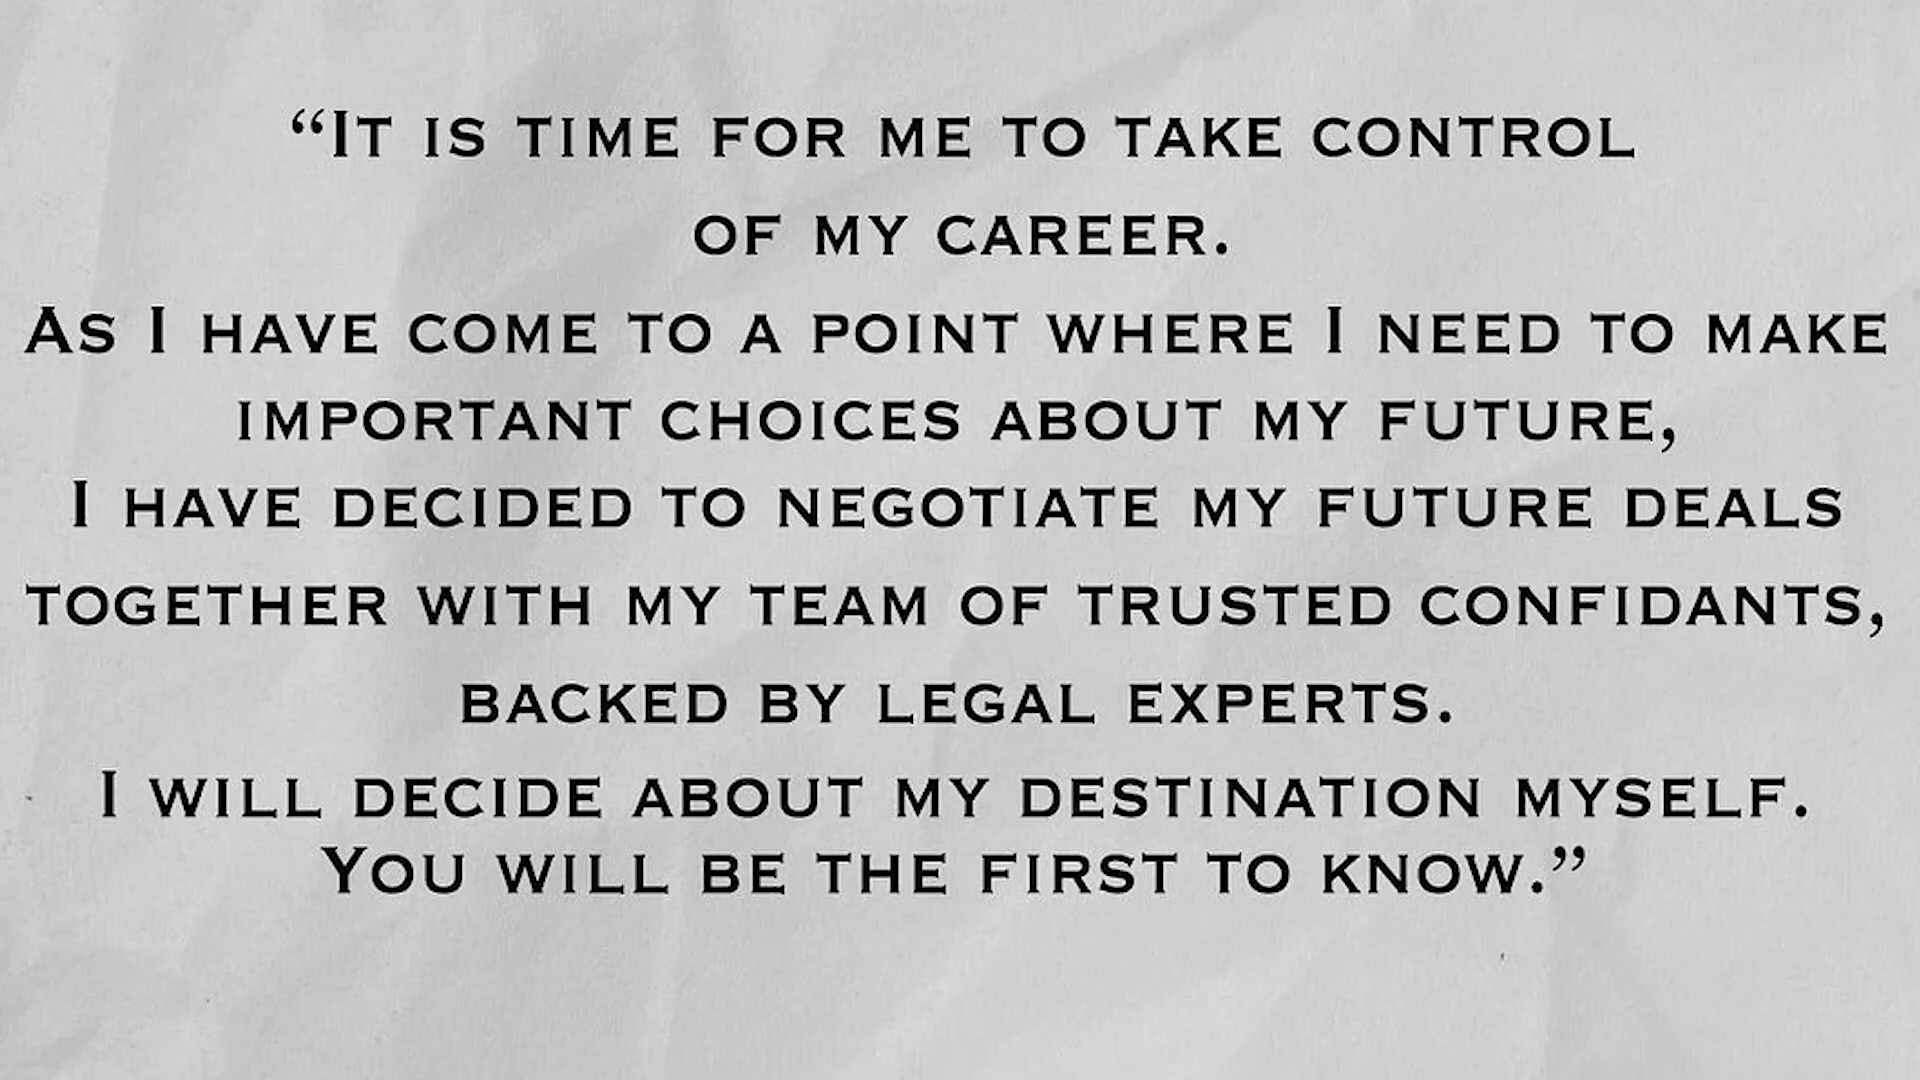 “It is time for me to take control
of my career.
As I have come to a point where I need to make
important choices about my future,
I have decided to negotiate my future deals
together with my team of trusted confidants,
backed by legal experts.
I will decide about my destination myself.
You will be the first to know.”